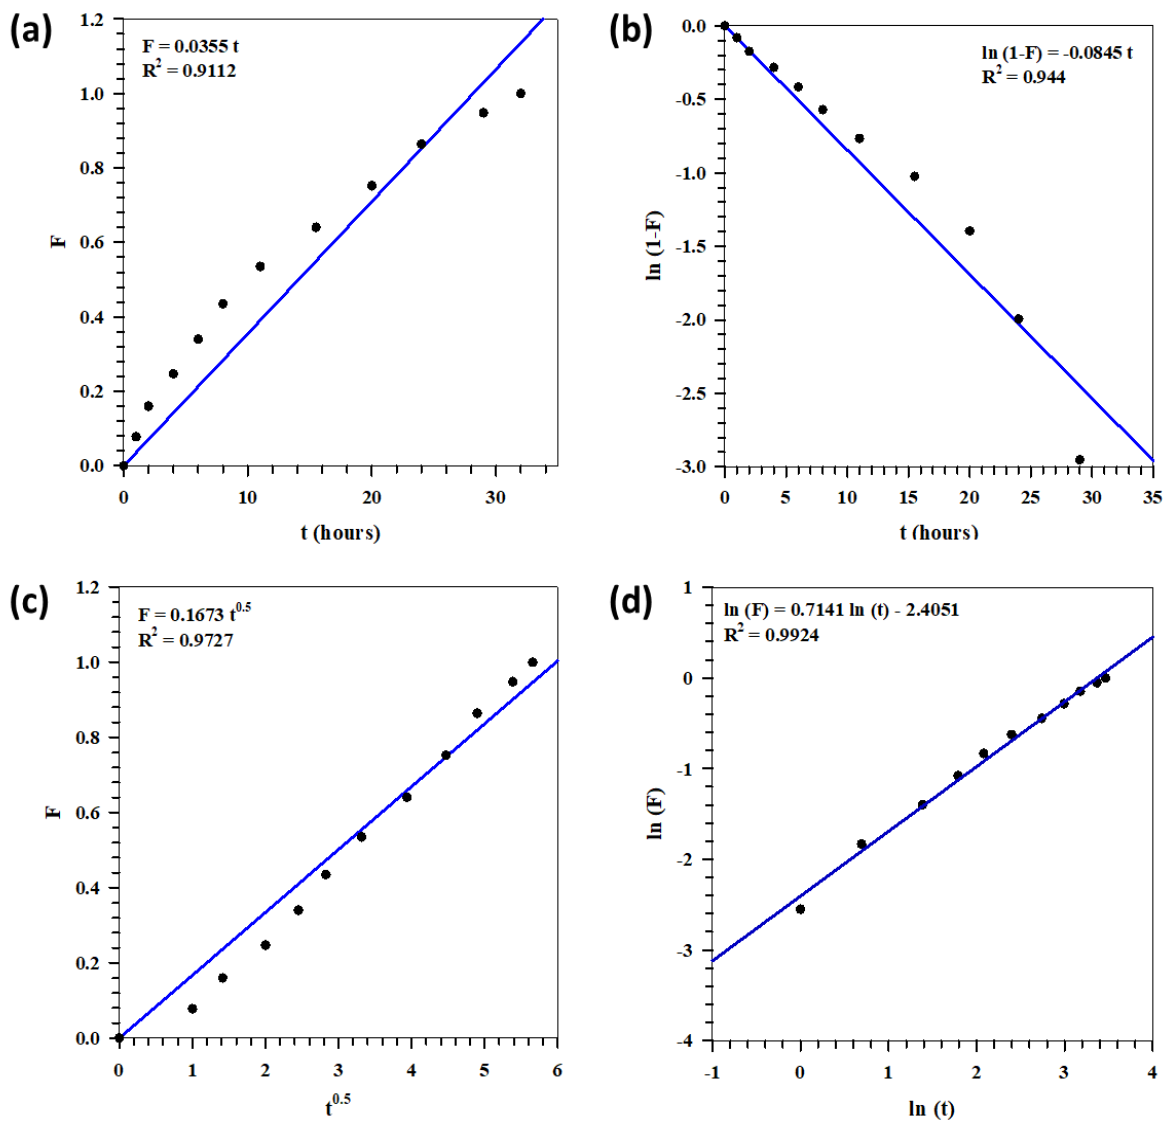 (a)
F = 0.0355 t
R² = 0.9112
1.2
1.0
0.8
0.6
0.4
0.2
0.0
F
0 10 20 30
t (hours)
(b)
ln (1-F) = -0.0845 t
R² = 0.944
0.0
-0.5
-1.0
-1.5
-2.0
-2.5
-3.0
ln (1-F)
0 5 10 15 20 25 30 35
t (hours)
(c)
F = 0.1673 t⁰·⁵
R² = 0.9727
1.2
1.0
0.8
0.6
0.4
0.2
0.0
F
0 1 2 3 4 5 6
t⁰·⁵
(d)
ln (F) = 0.7141 ln (t) - 2.4051
R² = 0.9924
1
0
-1
-2
-3
-4
ln (F)
-1 0 1 2 3 4
ln (t)